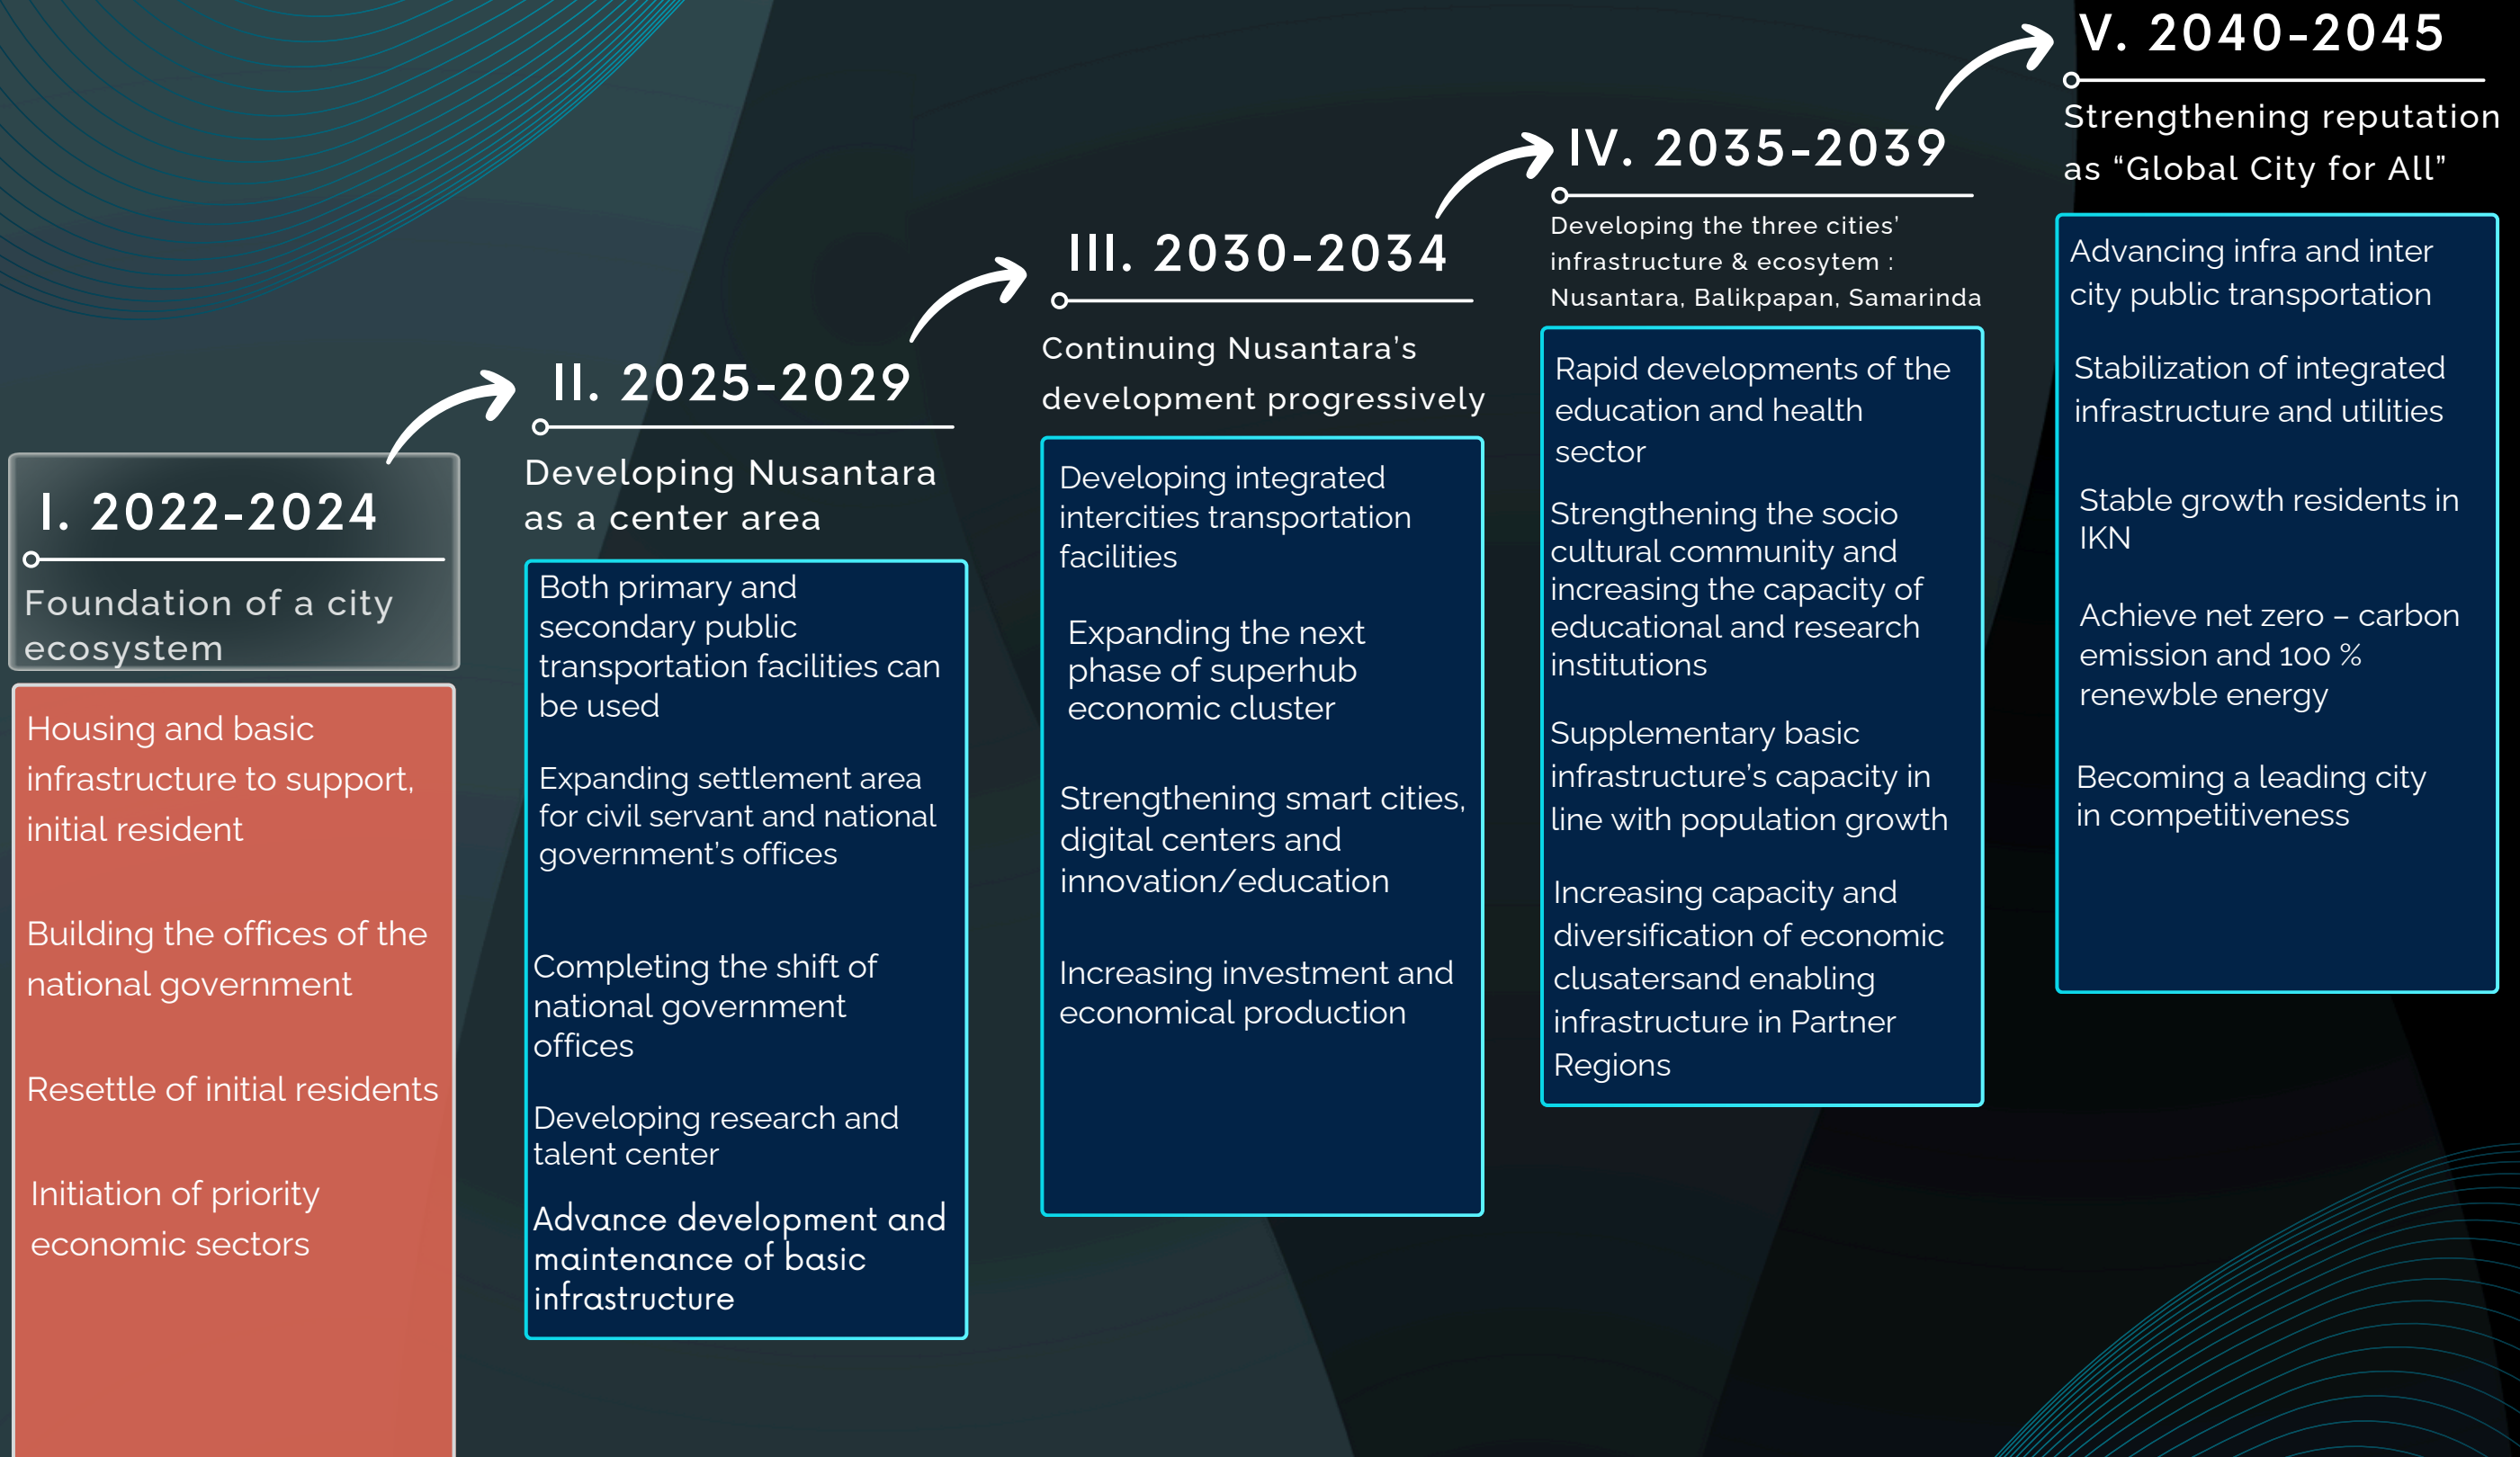 I. 2022-2024
Foundation of a city
ecosystem
Housing and basic
infrastructure to support,
initial resident
Building the offices of the
national government
Resettle of initial residents
Initiation of priority
economic sectors
II. 2025-2029
Developing Nusantara
as a center area
Both primary and
secondary public
transportation facilities can
be used
Expanding settlement area
for civil servant and national
government's offices
Completing the shift of
national government
offices
Developing research and
talent center
Advance development and
maintenance of basic
infrastructure
III. 2030-2034
Continuing Nusantara's
development progressively
Developing integrated
intercities transportation
facilities
Expanding the next
phase of superhub
economic cluster
Strengthening smart cities,
digital centers and
innovation/education
Increasing investment and
economical production
IV. 2035-2039
Developing the three cities'
infrastructure & ecosytem :
Nusantara, Balikpapan, Samarinda
Rapid developments of the
education and health
sector
Strengthening the socio
cultural community and
increasing the capacity of
educational and research
institutions
Supplementary basic
infrastructure's capacity in
line with population growth
Increasing capacity and
diversification of economic
clusatersand enabling
infrastructure in Partner
Regions
V. 2040-2045
Strengthening reputation
as “Global City for All”
Advancing infra and inter
city public transportation
Stabilization of integrated
infrastructure and utilities
Stable growth residents in
IKN
Achieve net zero – carbon
emission and 100 %
renewble energy
Becoming a leading city
in competitiveness